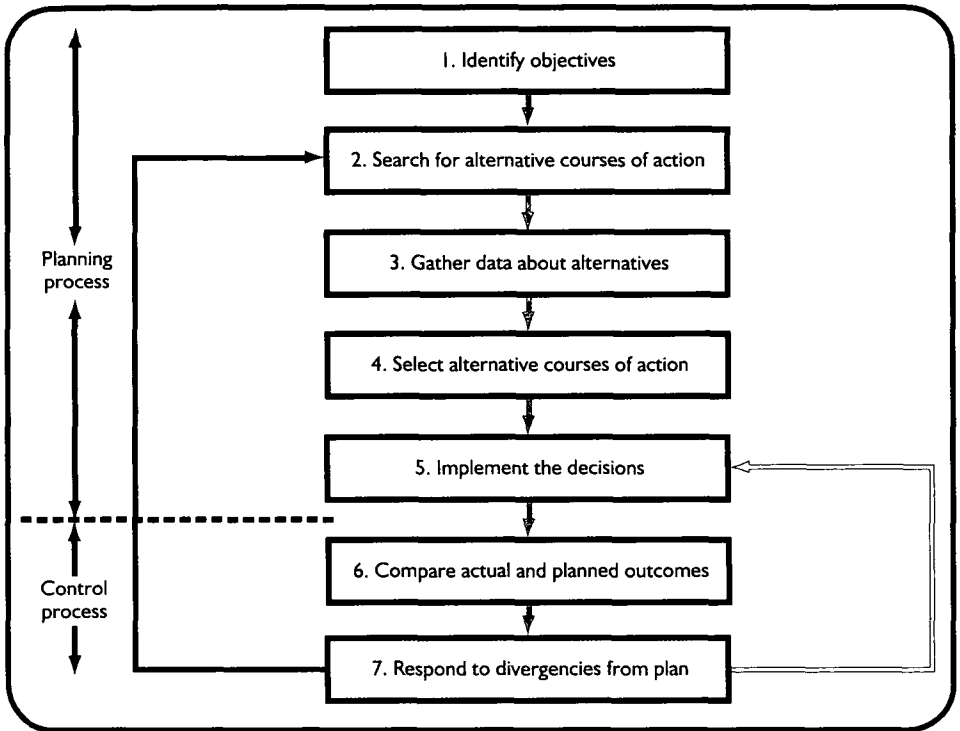 1. Identify objectives
2. Search for alternative courses of action
3. Gather data about alternatives
Planning
process
4. Select alternative courses of action
5. Implement the decisions
6. Compare actual and planned outcomes
Control
process
7. Respond to divergencies from plan